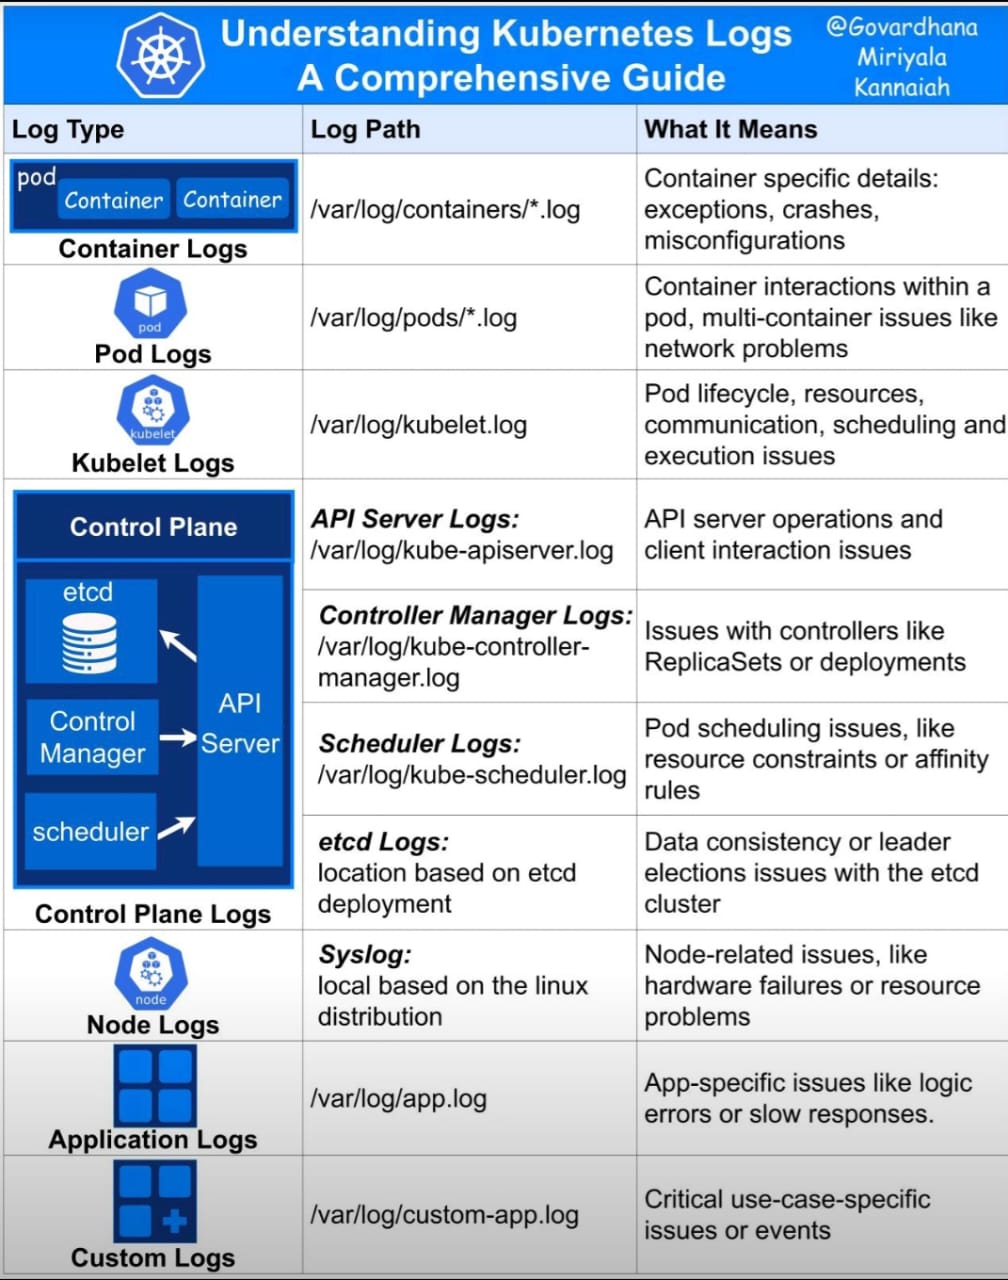 Understanding Kubernetes Logs
A Comprehensive Guide
@Govardhana
Miriyala
Kannaiah
Log Type
Log Path
What It Means
pod
Container
Container
Container Logs
/var/log/containers/*.log
Container specific details:
exceptions, crashes,
misconfigurations
pod
Pod Logs
/var/log/pods/*.log
Container interactions within a
pod, multi-container issues like
network problems
kubelet
Kubelet Logs
/var/log/kubelet.log
Pod lifecycle, resources,
communication, scheduling and
execution issues
Control Plane
etcd
Control
Manager
scheduler
API
Server
Control Plane Logs
API Server Logs:
/var/log/kube-apiserver.log
API server operations and
client interaction issues
Controller Manager Logs:
/var/log/kube-controller-
manager.log
Issues with controllers like
ReplicaSets or deployments
Scheduler Logs:
/var/log/kube-scheduler.log
Pod scheduling issues, like
resource constraints or affinity
rules
etcd Logs:
location based on etcd
deployment
Data consistency or leader
elections issues with the etcd
cluster
node
Node Logs
Syslog:
local based on the linux
distribution
Node-related issues, like
hardware failures or resource
problems
Application Logs
/var/log/app.log
App-specific issues like logic
errors or slow responses.
Custom Logs
/var/log/custom-app.log
Critical use-case-specific
issues or events